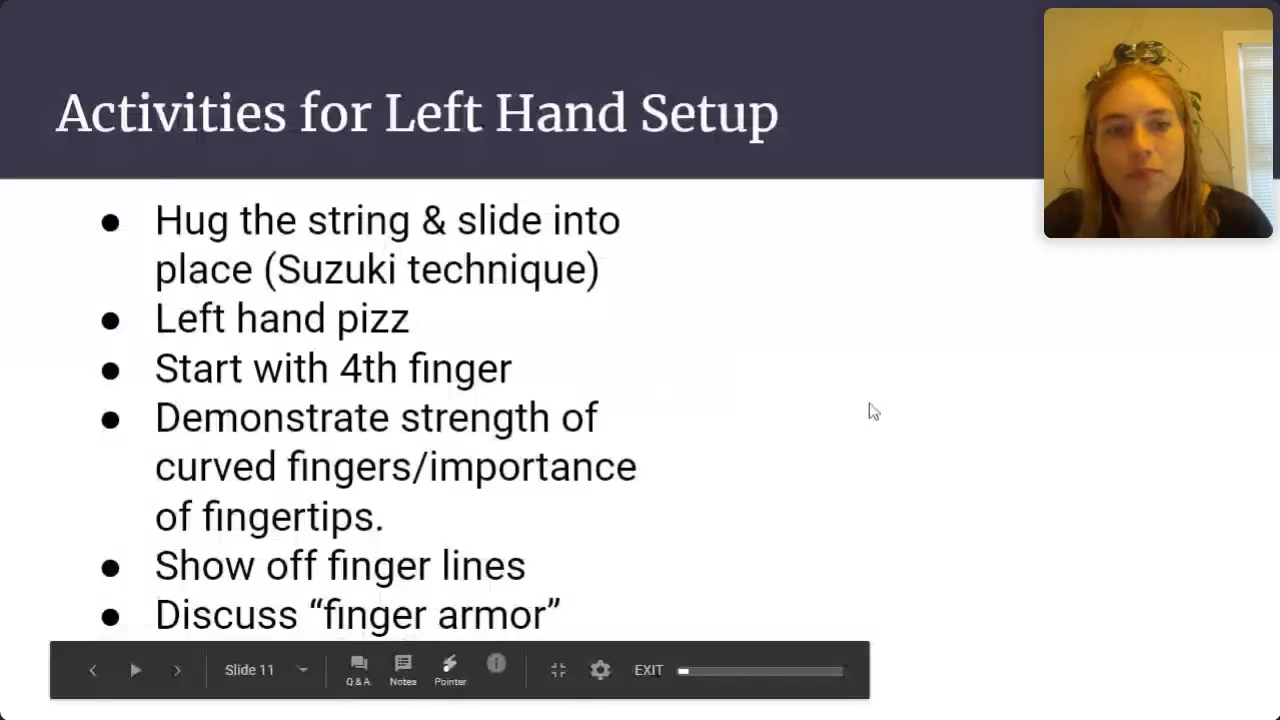 Activities for Left Hand Setup
● Hug the string & slide into
place (Suzuki technique)
● Left hand pizz
● Start with 4th finger
● Demonstrate strength of
curved fingers/importance
of fingertips.
● Show off finger lines
● Discuss “finger armor”
Slide 11
Q & A
Notes
Pointer
EXIT